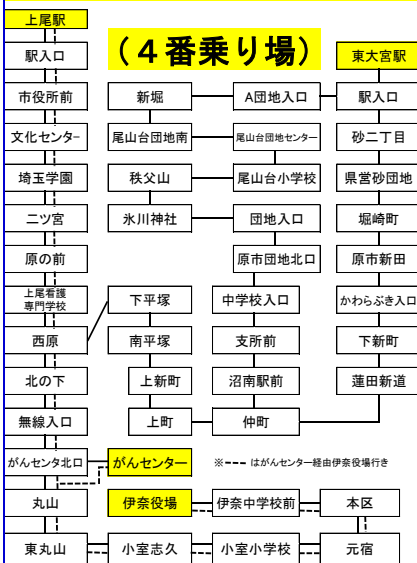 上尾駅
(４番乗り場)
駅入口
東大宮駅
市役所前
新堀
A団地入口
駅入口
文化センター
尾山台団地南
尾山台団地センター
砂二丁目
埼玉学園
秩父山
尾山台小学校
県営砂団地
二ツ宮
氷川神社
団地入口
堀崎町
原の前
原市団地北口
原市新田
上尾看護
専門学校
下平塚
中学校入口
かわらぶき入口
西原
南平塚
支所前
下新町
北の下
上新町
沼南駅前
蓮田新道
無線入口
上町
仲町
がんセンタ北口
がんセンター
※--- はがんセンター経由伊奈役場行き
丸山
伊奈役場
伊奈中学校前
本区
東丸山
小室志久
小室小学校
元宿